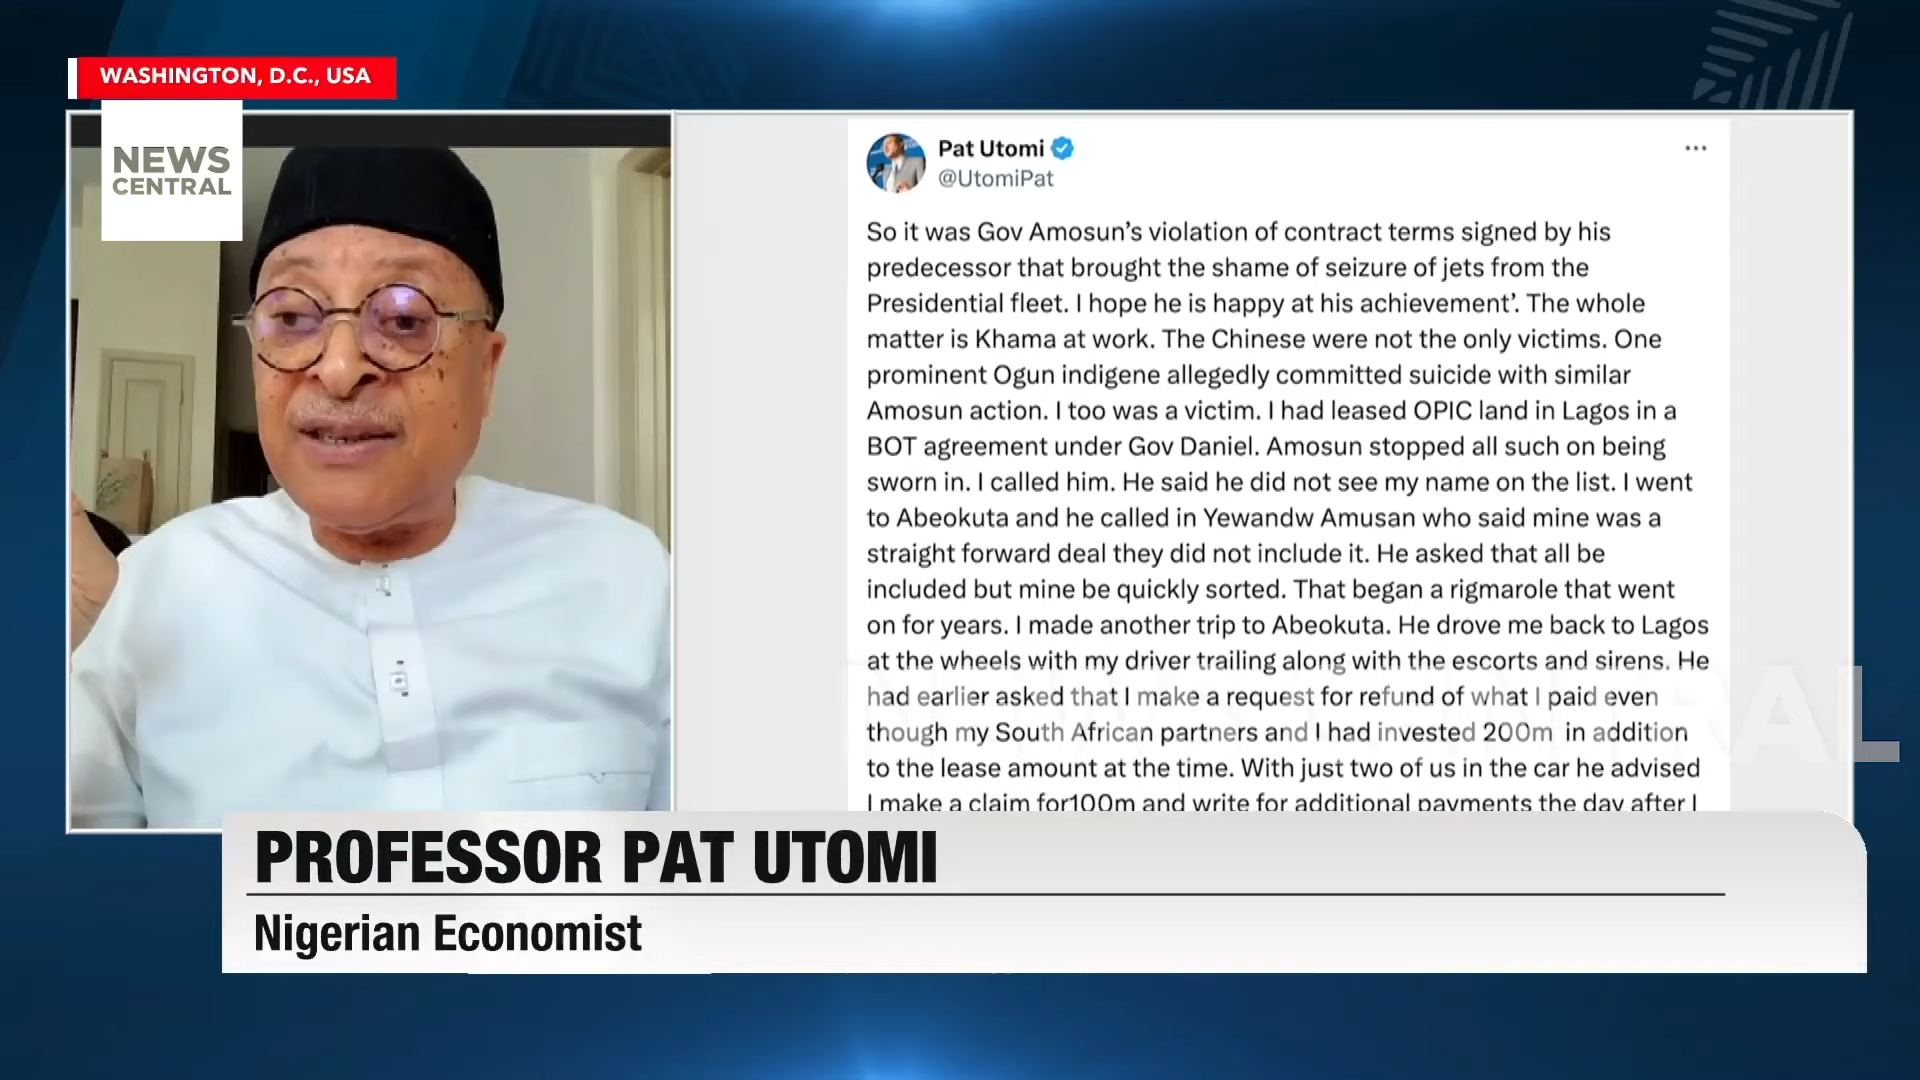 WASHINGTON, D.C., USA
NEWS
CENTRAL
Pat Utomi
@UtomiPat
So it was Gov Amosun’s violation of contract terms signed by his
predecessor that brought the shame of seizure of jets from the
Presidential fleet. I hope he is happy at his achievement’. The whole
matter is Khama at work. The Chinese were not the only victims. One
prominent Ogun indigene allegedly committed suicide with similar
Amosun action. I too was a victim. I had leased OPIC land in Lagos in a
BOT agreement under Gov Daniel. Amosun stopped all such on being
sworn in. I called him. He said he did not see my name on the list. I went
to Abeokuta and he called in Yewandw Amusan who said mine was a
straight forward deal they did not include it. He asked that all be
included but mine be quickly sorted. That began a rigmarole that went
on for years. I made another trip to Abeokuta. He drove me back to Lagos
at the wheels with my driver trailing along with the escorts and sirens. He
had earlier asked that I make a request for refund of what I paid even
though my South African partners and I had invested 200m in addition
to the lease amount at the time. With just two of us in the car he advised
I make a claim for100m and write for additional payments the day after I
PROFESSOR PAT UTOMI
Nigerian Economist